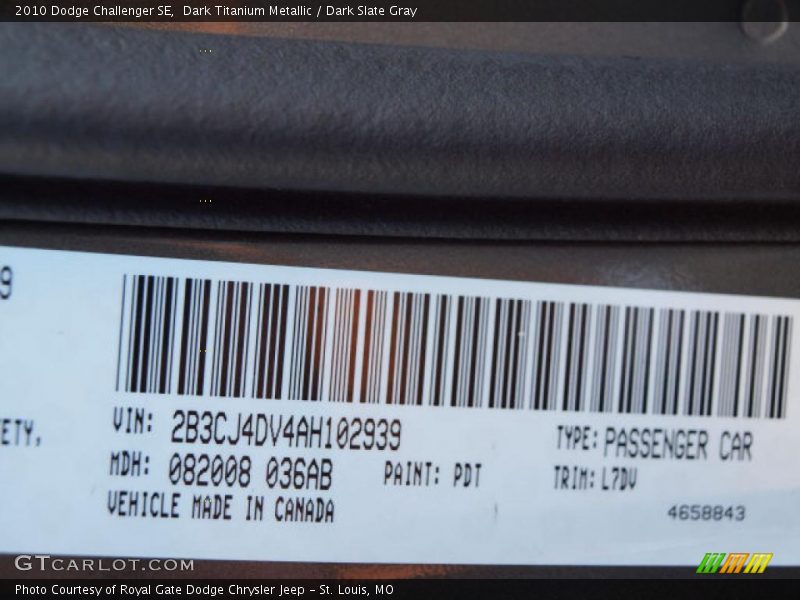 2010 Dodge Challenger SE,  Dark Titanium Metallic / Dark Slate Gray
9
ETY.
VIN: 2B3CJ4DV4AH102939
TYPE: PASSENGER CAR
MDH: 082008 036AB
PAINT: PDT
TRIM: L7DV
VEHICLE MADE IN CANADA
4658843
GTCARLOT.COM
Photo Courtesy of Royal Gate Dodge Chrysler Jeep – St. Louis, MO